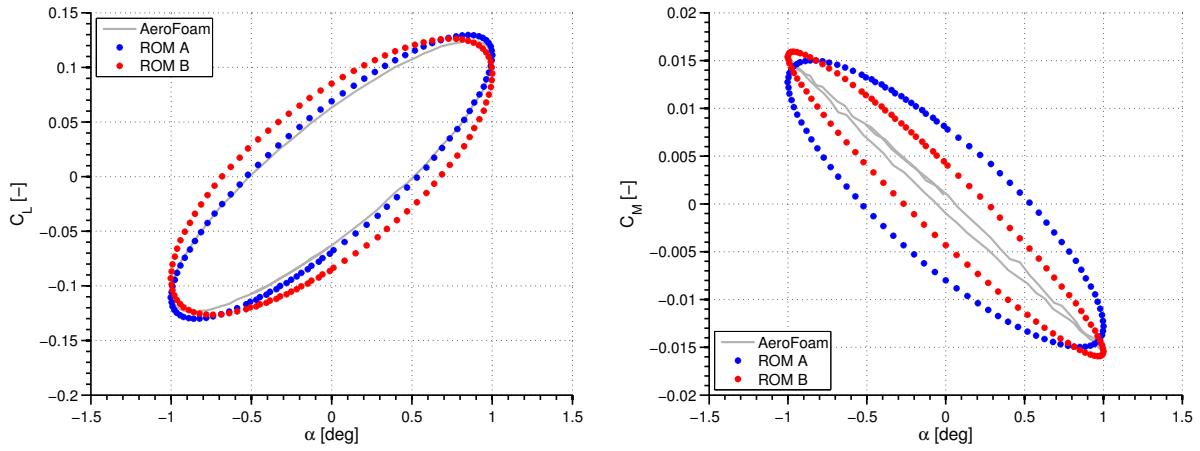 0.15
0.1
0.05
0
−0.05
−0.1
−0.15
−0.2
C_L [−]
AeroFoam
ROM A
ROM B
−1.5 −1 −0.5 0 0.5 1 1.5
α [deg]
0.02
0.015
0.01
0.005
0
−0.005
−0.01
−0.015
−0.02
C_M [−]
AeroFoam
ROM A
ROM B
−1.5 −1 −0.5 0 0.5 1 1.5
α [deg]